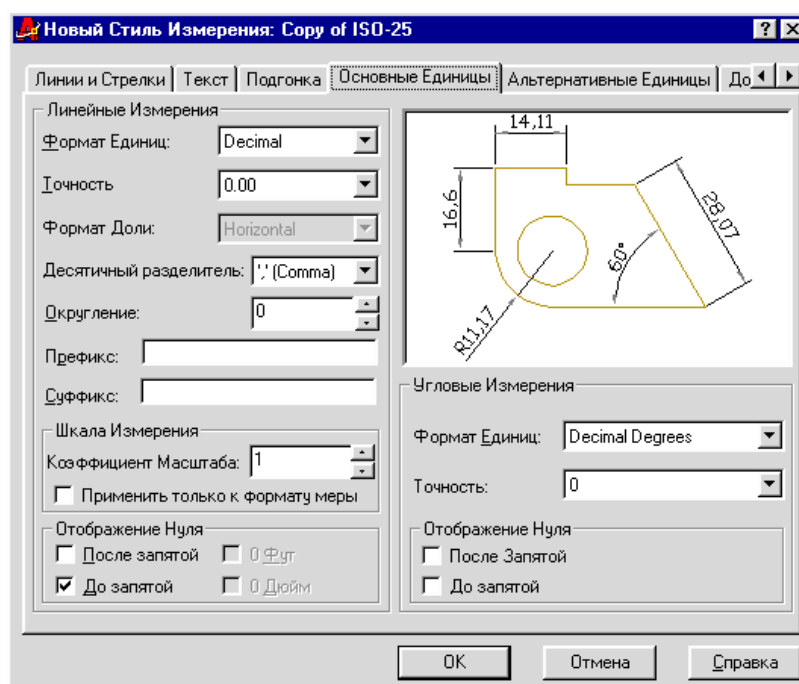 Новый Стиль Измерения: Copy of ISO-25
Линии и Стрелки Текст Подгонка Основные Единицы Альтернативные Единицы До
Линейные Измерения
Формат Единиц: Decimal
Точность 0.00
Формат Доли: Horizontal
Десятичный разделитель: ',' (Comma)
Округление: 0
Префикс:
Суффикс:
Шкала Измерения
Коэффициент Масштаба: 1
Применить только к формату меры
Отображение Нуля
После запятой 0 Фут
До запятой 0 Дюйм
14,11
16,6
28,07
60°
R11,17
Угловые Измерения
Формат Единиц: Decimal Degrees
Точность: 0
Отображение Нуля
После Запятой
До запятой
OK Отмена Справка